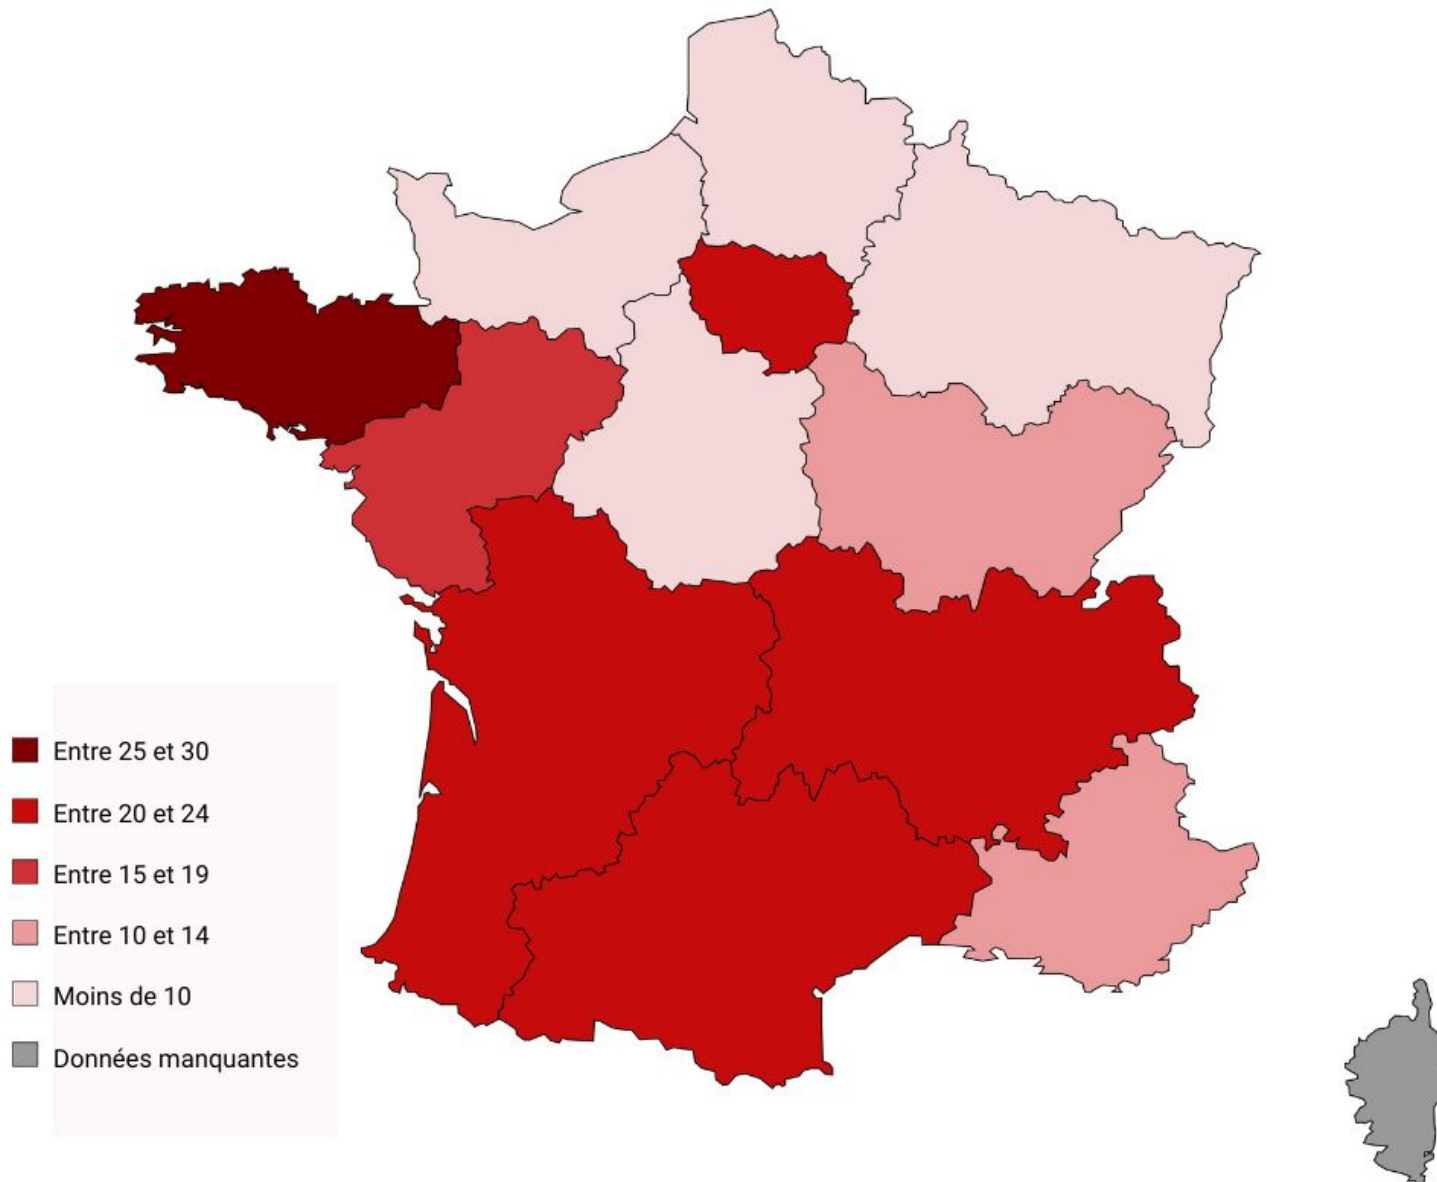 Entre 25 et 30
Entre 20 et 24
Entre 15 et 19
Entre 10 et 14
Moins de 10
Données manquantes